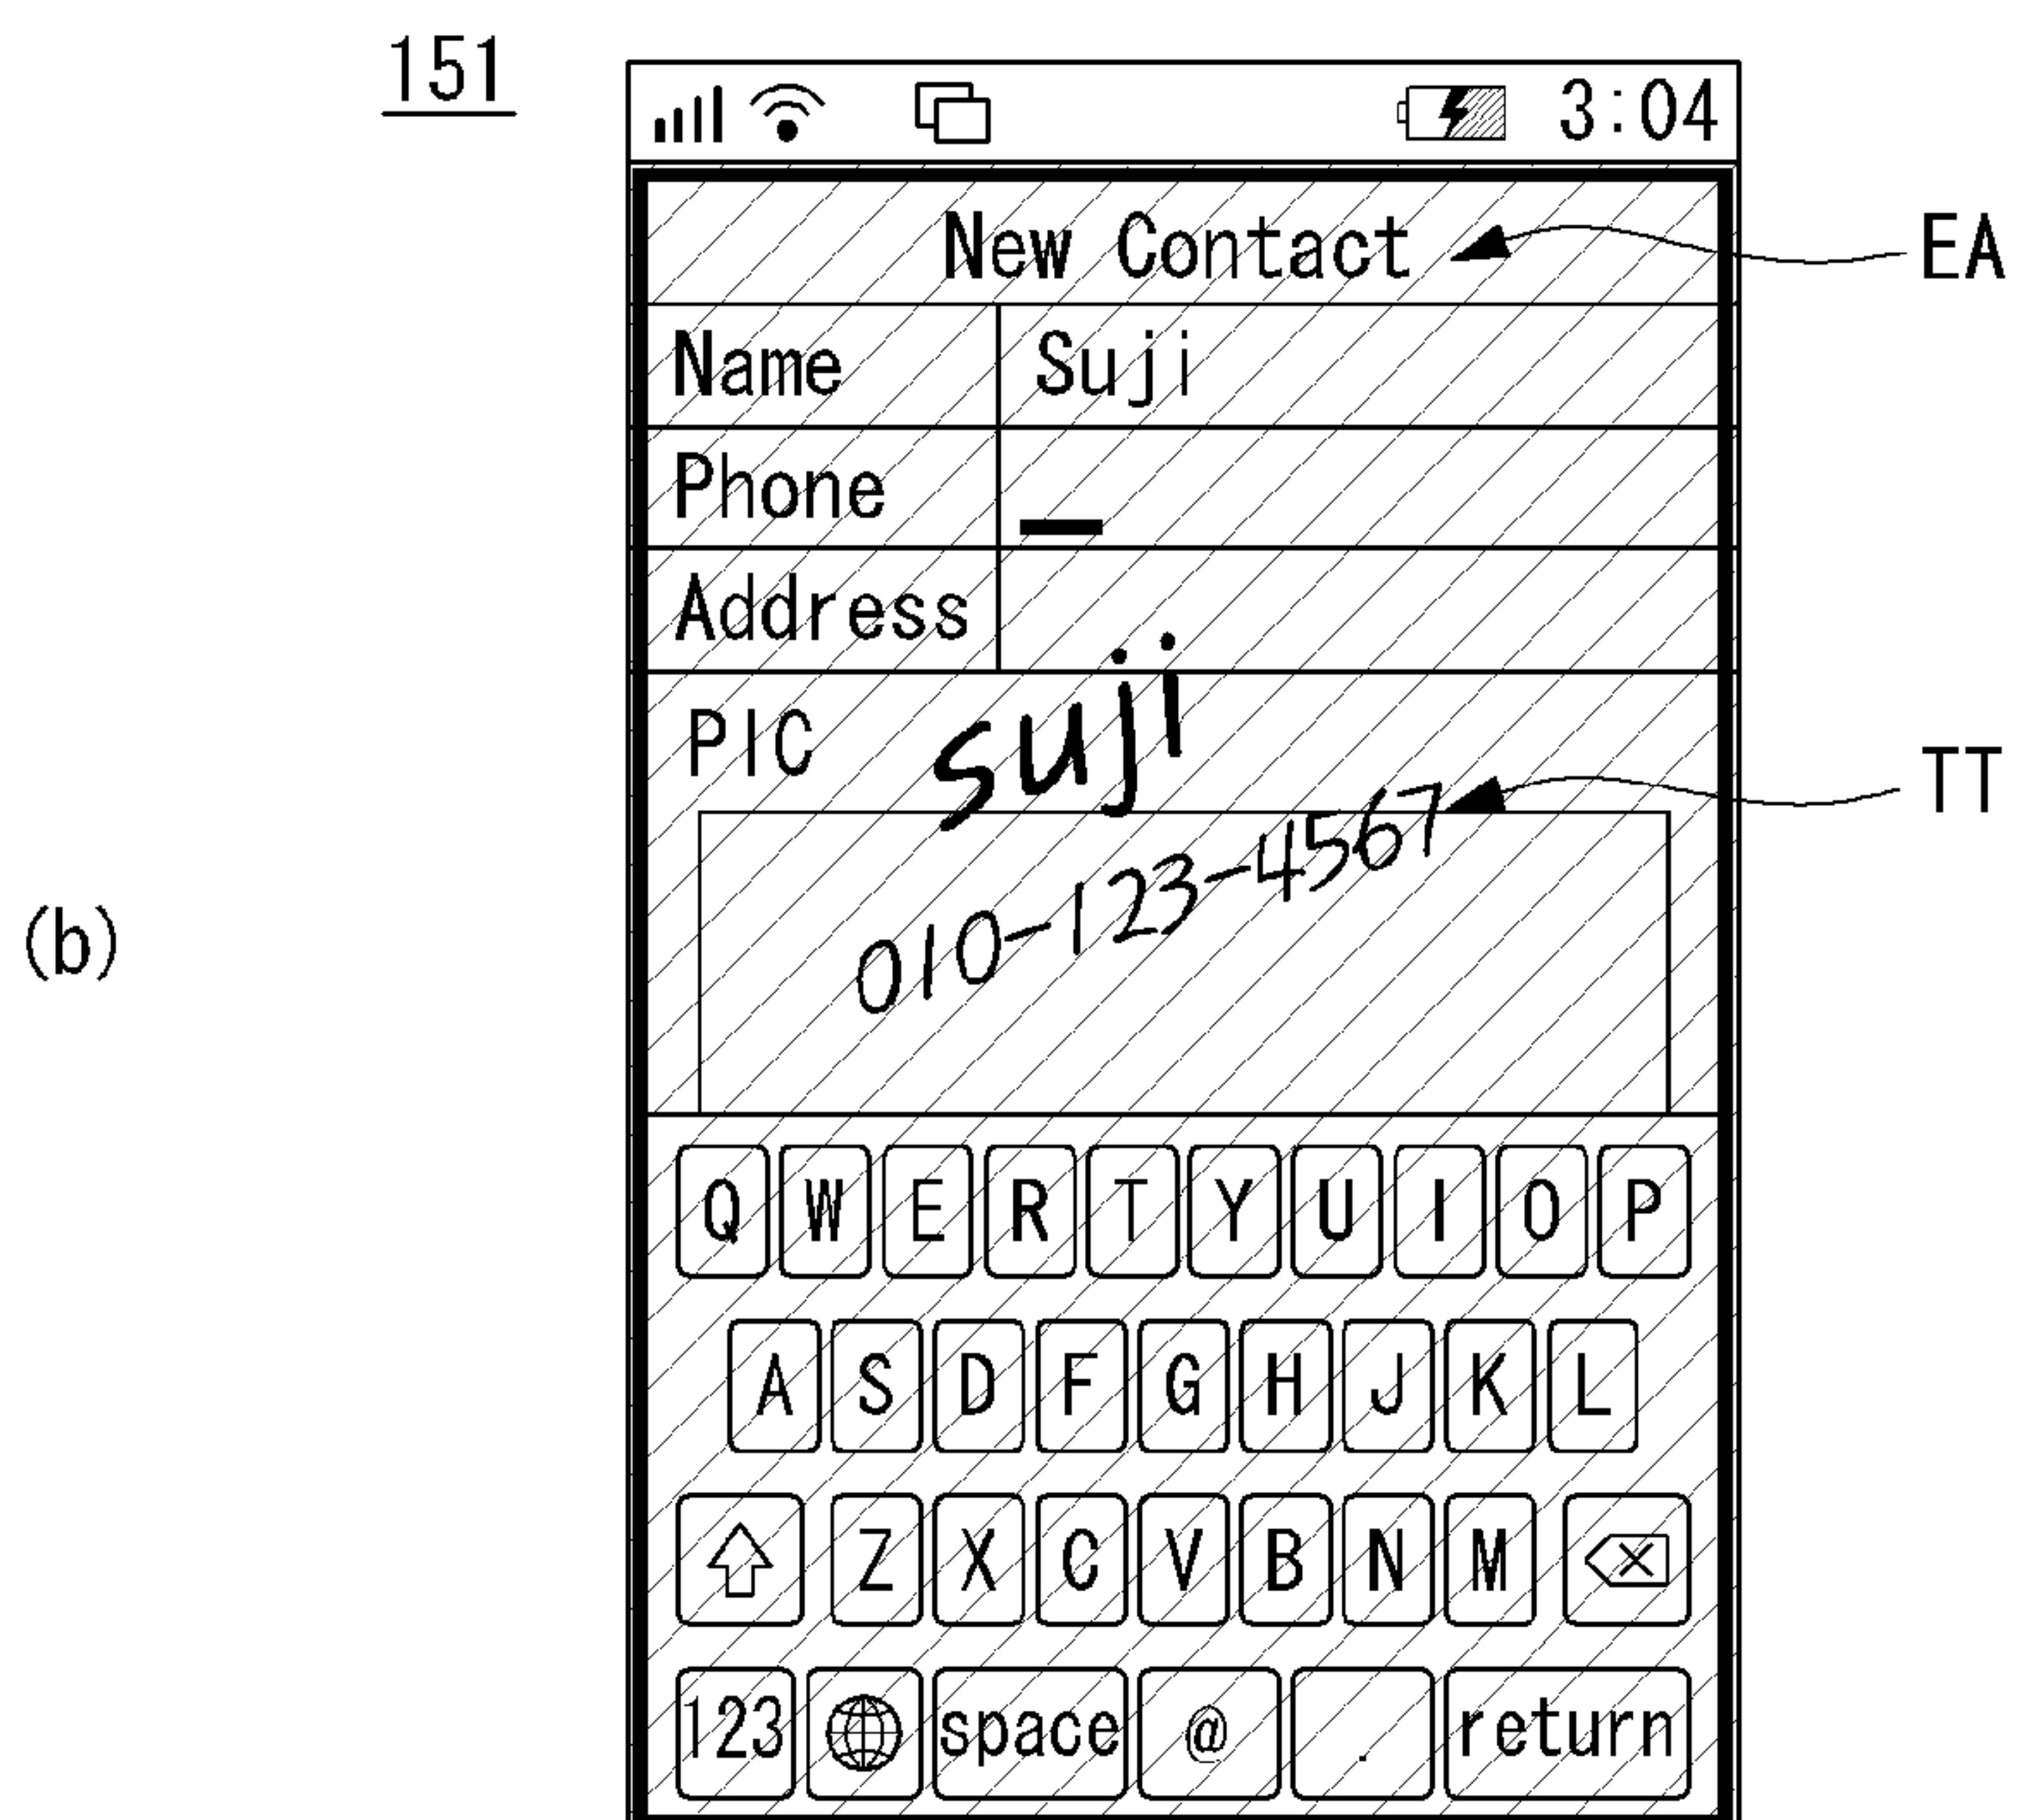 151
3:04
New Contact
EA
Name Suji
Phone
Address
PIC
suji
TT
010-123-4567
(b)
Q W E R T Y U I O P
A S D F G H J K L
Z X C V B N M
123 space @ . return